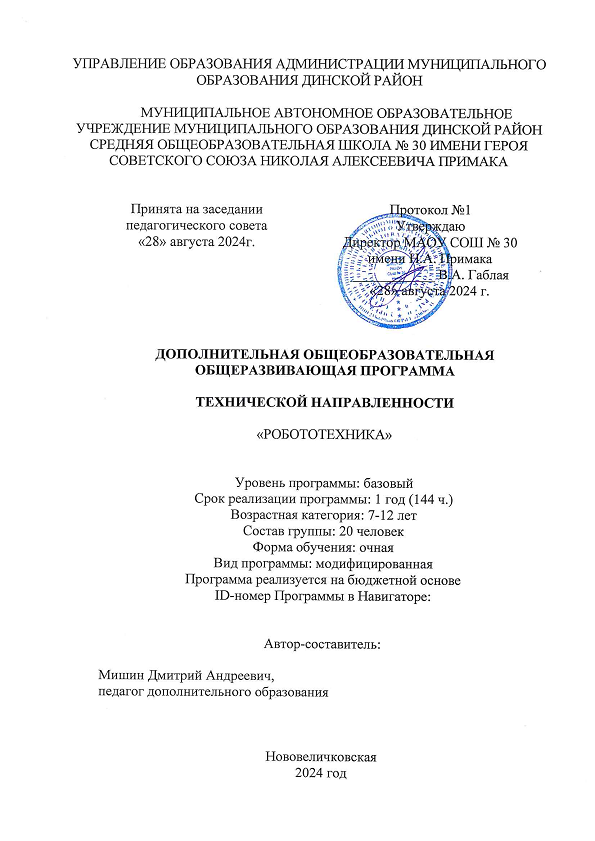 УПРАВЛЕНИЕ ОБРАЗОВАНИЯ АДМИНИСТРАЦИИ МУНИЦИПАЛЬНОГО
ОБРАЗОВАНИЯ ДИНСКОЙ РАЙОН
МУНИЦИПАЛЬНОЕ АВТОНОМНОЕ ОБРАЗОВАТЕЛЬНОЕ
УЧРЕЖДЕНИЕ МУНИЦИПАЛЬНОГО ОБРАЗОВАНИЯ ДИНСКОЙ РАЙОН
СРЕДНЯЯ ОБЩЕОБРАЗОВАТЕЛЬНАЯ ШКОЛА № 30 ИМЕНИ ГЕРОЯ
СОВЕТСКОГО СОЮЗА НИКОЛАЯ АЛЕКСЕЕВИЧА ПРИМАКА
Принята на заседании
педагогического совета
«28» августа 2024г.
Протокол №1
Утверждаю
Директор МАОУ СОШ № 30
имени Н.А. Примака
В.А. Габлая
«28» августа 2024 г.
ДОПОЛНИТЕЛЬНАЯ ОБЩЕОБРАЗОВАТЕЛЬНАЯ
ОБЩЕРАЗВИВАЮЩАЯ ПРОГРАММА
ТЕХНИЧЕСКОЙ НАПРАВЛЕННОСТИ
«РОБОТОТЕХНИКА»
Уровень программы: базовый
Срок реализации программы: 1 год (144 ч.)
Возрастная категория: 7-12 лет
Состав группы: 20 человек
Форма обучения: очная
Вид программы: модифицированная
Программа реализуется на бюджетной основе
ID-номер Программы в Навигаторе:
Автор-составитель:
Мишин Дмитрий Андреевич,
педагог дополнительного образования
Нововеличковская
2024 год